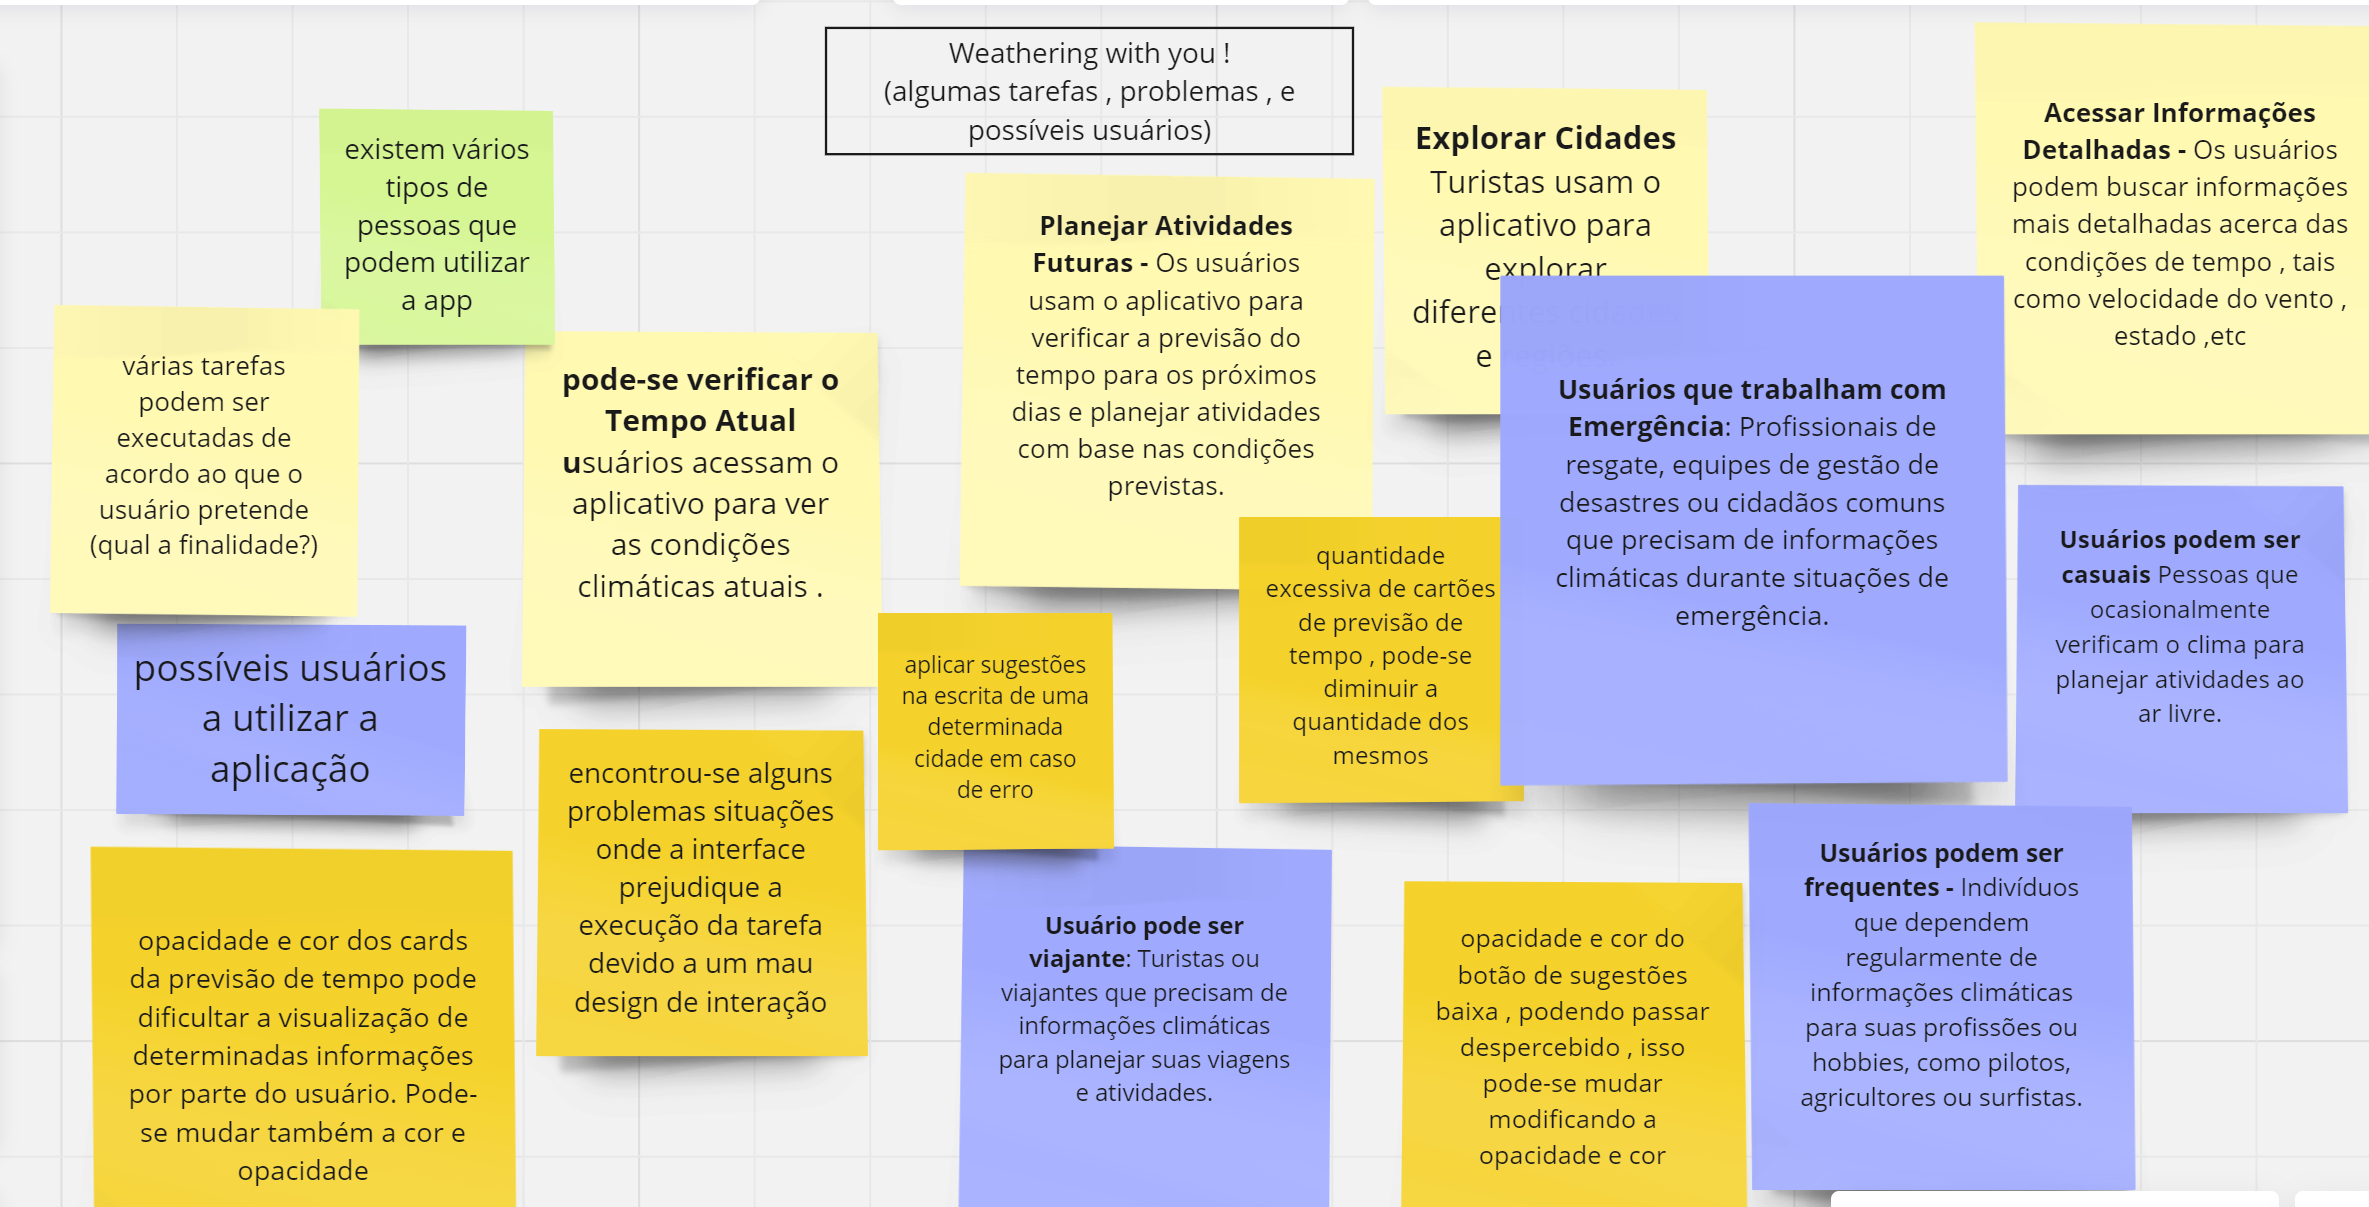 Weathering with you !
(algumas tarefas , problemas , e
possíveis usuários)
existem vários
tipos de
pessoas que
podem utilizar
a app
várias tarefas
podem ser
executadas de
acordo ao que o
usuário pretende
(qual a finalidade?)
pode-se verificar o
Tempo Atual
usuários acessam o
aplicativo para ver
as condições
climáticas atuais .
Planejar Atividades
Futuras - Os usuários
usam o aplicativo para
verificar a previsão do
tempo para os próximos
dias e planejar atividades
com base nas condições
previstas.
Explorar Cidades
Turistas usam o
aplicativo para
explorar
diferentes cidades
e regiões.
Acessar Informações
Detalhadas - Os usuários
podem buscar informações
mais detalhadas acerca das
condições de tempo , tais
como velocidade do vento ,
estado ,etc
possíveis usuários
a utilizar a
aplicação
encontrou-se alguns
problemas situações
onde a interface
prejudique a
execução da tarefa
devido a um mau
design de interação
aplicar sugestões
na escrita de uma
determinada
cidade em caso
de erro
quantidade
excessiva de cartões
de previsão de
tempo , pode-se
diminuir a
quantidade dos
mesmos
Usuários que trabalham com
Emergência: Profissionais de
resgate, equipes de gestão de
desastres ou cidadãos comuns
que precisam de informações
climáticas durante situações de
emergência.
Usuários podem ser
casuais Pessoas que
ocasionalmente
verificam o clima para
planejar atividades ao
ar livre.
opacidade e cor dos cards
da previsão de tempo pode
dificultar a visualização de
determinadas informações
por parte do usuário. Pode-
se mudar também a cor e
opacidade
Usuário pode ser
viajante: Turistas ou
viajantes que precisam de
informações climáticas
para planejar suas viagens
e atividades.
opacidade e cor do
botão de sugestões
baixa , podendo passar
despercebido , isso
pode-se mudar
modificando a
opacidade e cor
Usuários podem ser
frequentes - Indivíduos
que dependem
regularmente de
informações climáticas
para suas profissões ou
hobbies, como pilotos,
agricultores ou surfistas.